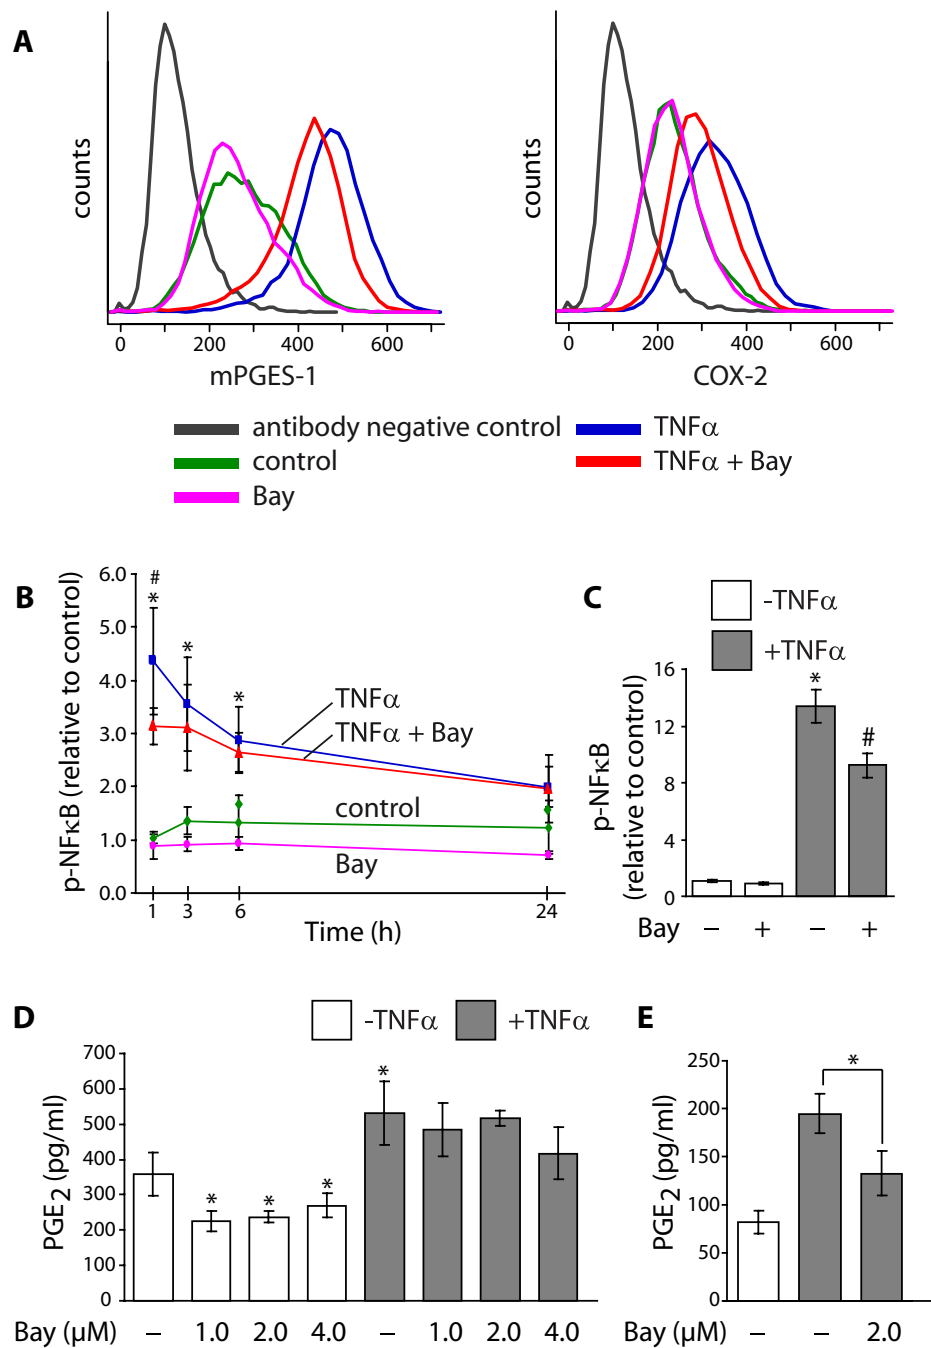 A
counts
0 200 400 600
mPGES-1
counts
0 200 400 600
COX-2
antibody negative control
control
Bay
TNFα
TNFα + Bay
B
p-NFκB (relative to control)
6.0
5.0
4.0
3.0
2.0
1.0
0.0
#
*
*
*
TNFα
TNFα + Bay
control
Bay
1 3 6 24
Time (h)
C
-TNFα
+TNFα
p-NFκB
(relative to control)
16
12
8
4
0
*
#
Bay − + − +
D
-TNFα
+TNFα
PGE2 (pg/ml)
700
600
500
400
300
200
100
0
* * * *
Bay (μM) − 1.0 2.0 4.0 − 1.0 2.0 4.0
E
PGE2 (pg/ml)
250
200
150
100
50
0
*
Bay (μM) − − 2.0